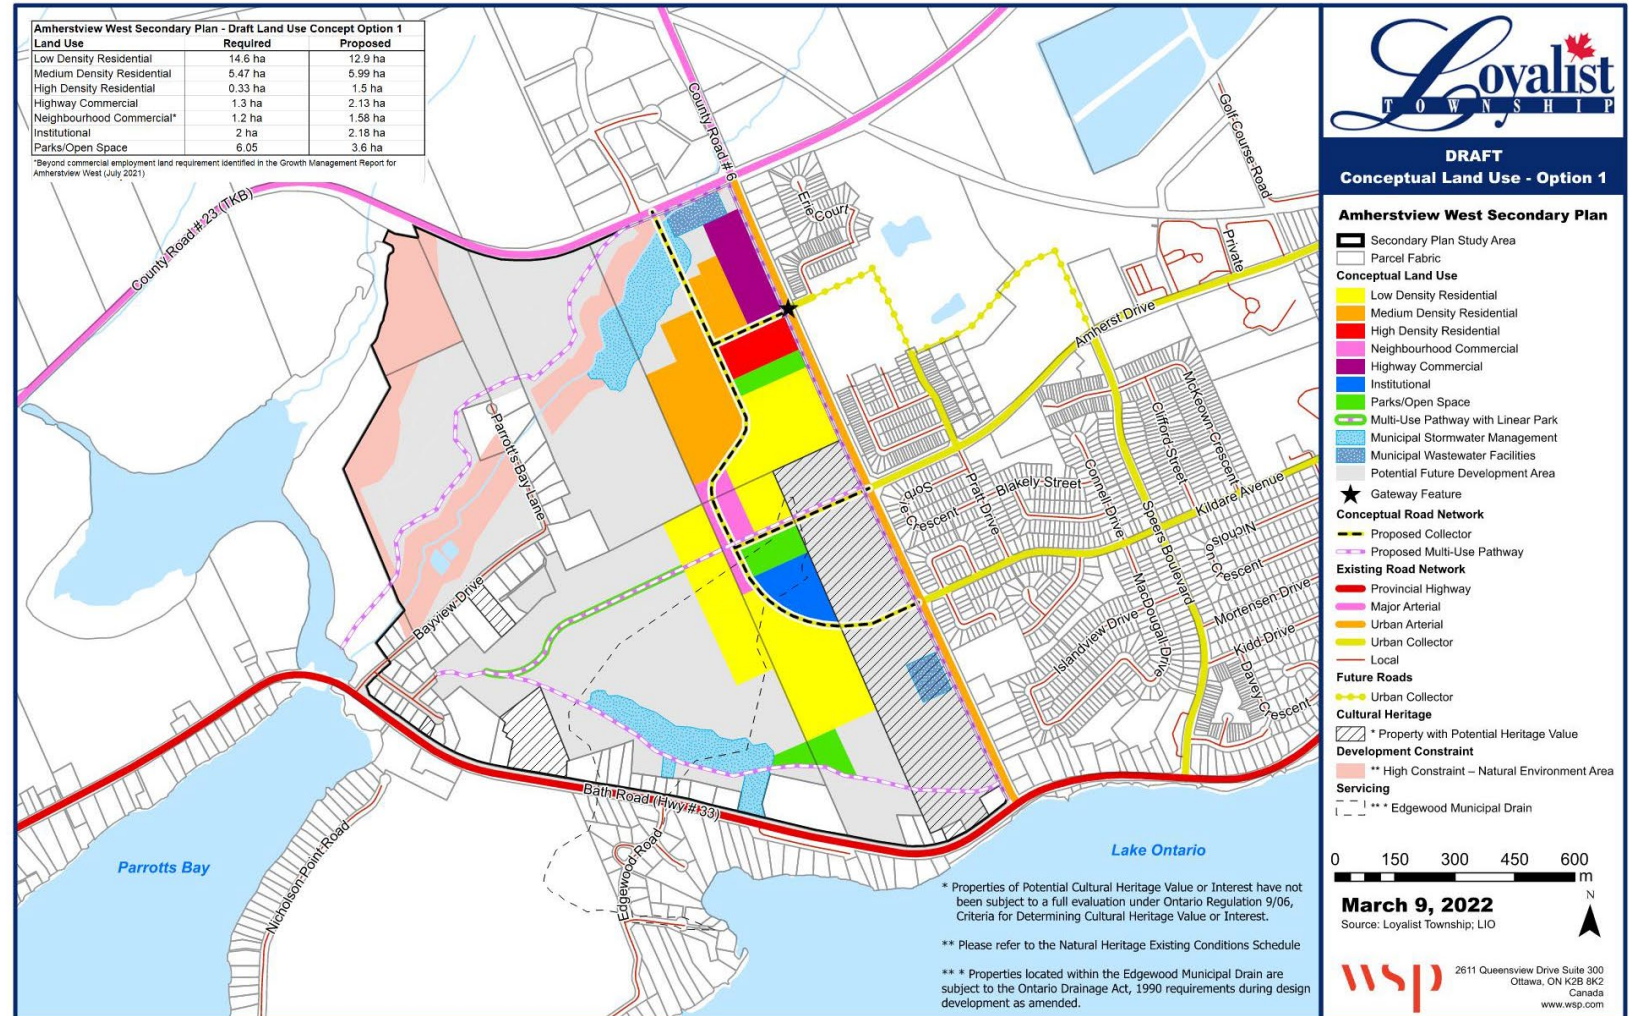 Amherstview West Secondary Plan - Draft Land Use Concept Option 1
Land Use Required Proposed
Low Density Residential 14.6 ha 12.9 ha
Medium Density Residential 5.47 ha 5.99 ha
High Density Residential 0.33 ha 1.5 ha
Highway Commercial 1.3 ha 2.13 ha
Neighbourhood Commercial* 1.2 ha 1.58 ha
Institutional 2 ha 2.18 ha
Parks/Open Space 6.05 3.6 ha
*Beyond commercial employment land requirement identified in the Growth Management Report for
Amherstview West (July 2021)
County Road # 23 (TKB)
County Road # 6
Erie Court
Golf-Course-Road
Private
Amherst Drive
Parrott's Bay Lane
Bayview Drive
McKeown-Crescent
Clifford-Street
Connell-Drive
Pratt-Drive
Blakely-Street
Kildare Avenue
Speers Boulevard
Nicholson-Crescent
MacDougall-Drive
Mortensen-Drive
Islandview-Drive
Kidd-Drive
Davey-Crescent
Bath Road (Hwy # 33)
Edgewood-Road
Nicholson-Point-Road
Parrotts Bay
Lake Ontario
* Properties of Potential Cultural Heritage Value or Interest have not
been subject to a full evaluation under Ontario Regulation 9/06,
Criteria for Determining Cultural Heritage Value or Interest.
** Please refer to the Natural Heritage Existing Conditions Schedule
** * Properties located within the Edgewood Municipal Drain are
subject to the Ontario Drainage Act, 1990 requirements during design
development as amended.
Loyalist
TOWNSHIP
DRAFT
Conceptual Land Use - Option 1
Amherstview West Secondary Plan
Secondary Plan Study Area
Parcel Fabric
Conceptual Land Use
Low Density Residential
Medium Density Residential
High Density Residential
Neighbourhood Commercial
Highway Commercial
Institutional
Parks/Open Space
Multi-Use Pathway with Linear Park
Municipal Stormwater Management
Municipal Wastewater Facilities
Potential Future Development Area
Gateway Feature
Conceptual Road Network
Proposed Collector
Proposed Multi-Use Pathway
Existing Road Network
Provincial Highway
Major Arterial
Urban Arterial
Urban Collector
Local
Future Roads
Urban Collector
Cultural Heritage
* Property with Potential Heritage Value
Development Constraint
** High Constraint – Natural Environment Area
Servicing
** * Edgewood Municipal Drain
0 150 300 450 600
m
March 9, 2022
Source: Loyalist Township; LIO
N
wsp
2611 Queensview Drive Suite 300
Ottawa, ON K2B 8K2
Canada
www.wsp.com